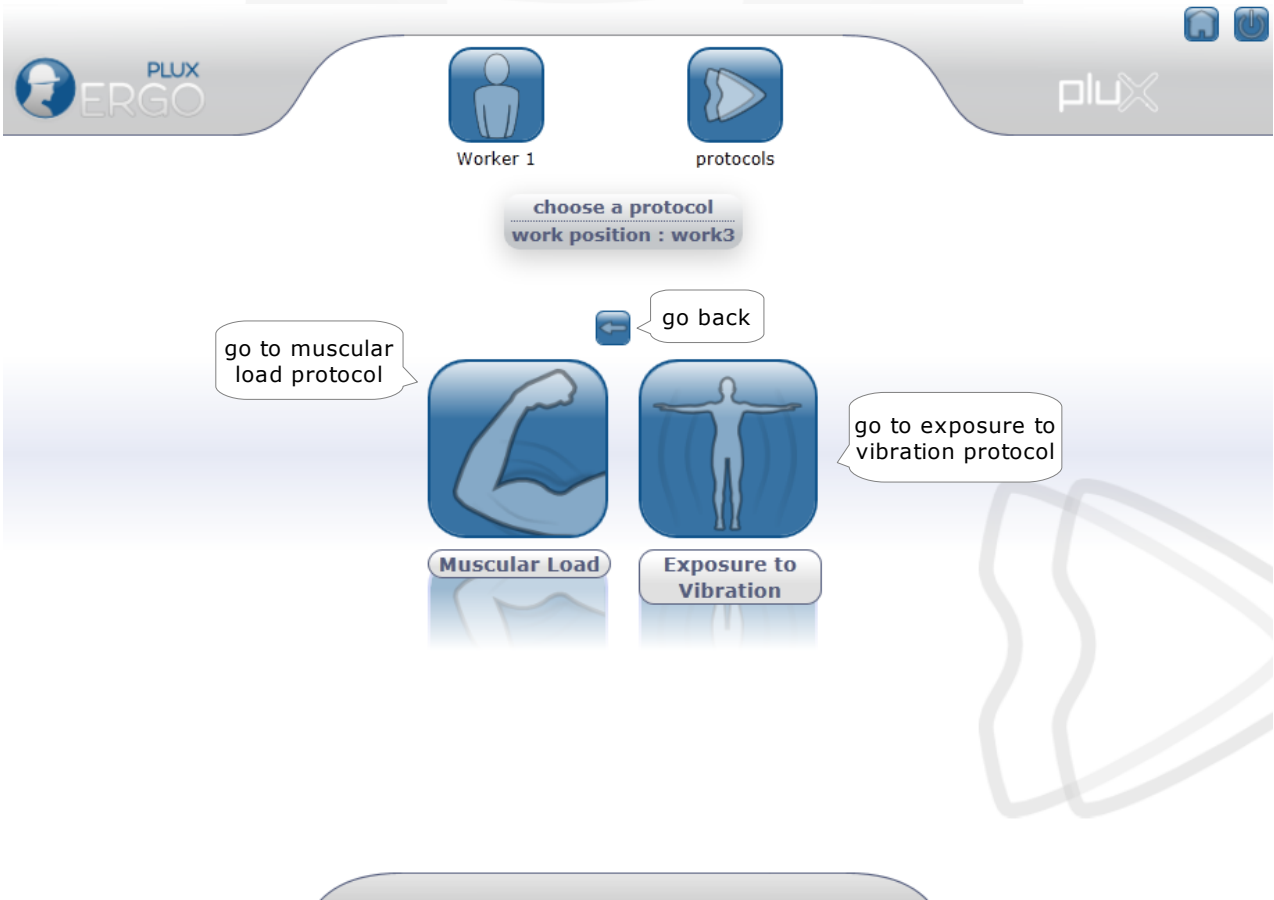 PLUX
ERGO
plux
Worker 1
protocols
choose a protocol
work position : work3
go back
go to muscular
load protocol
go to exposure to
vibration protocol
Muscular Load
Exposure to
Vibration